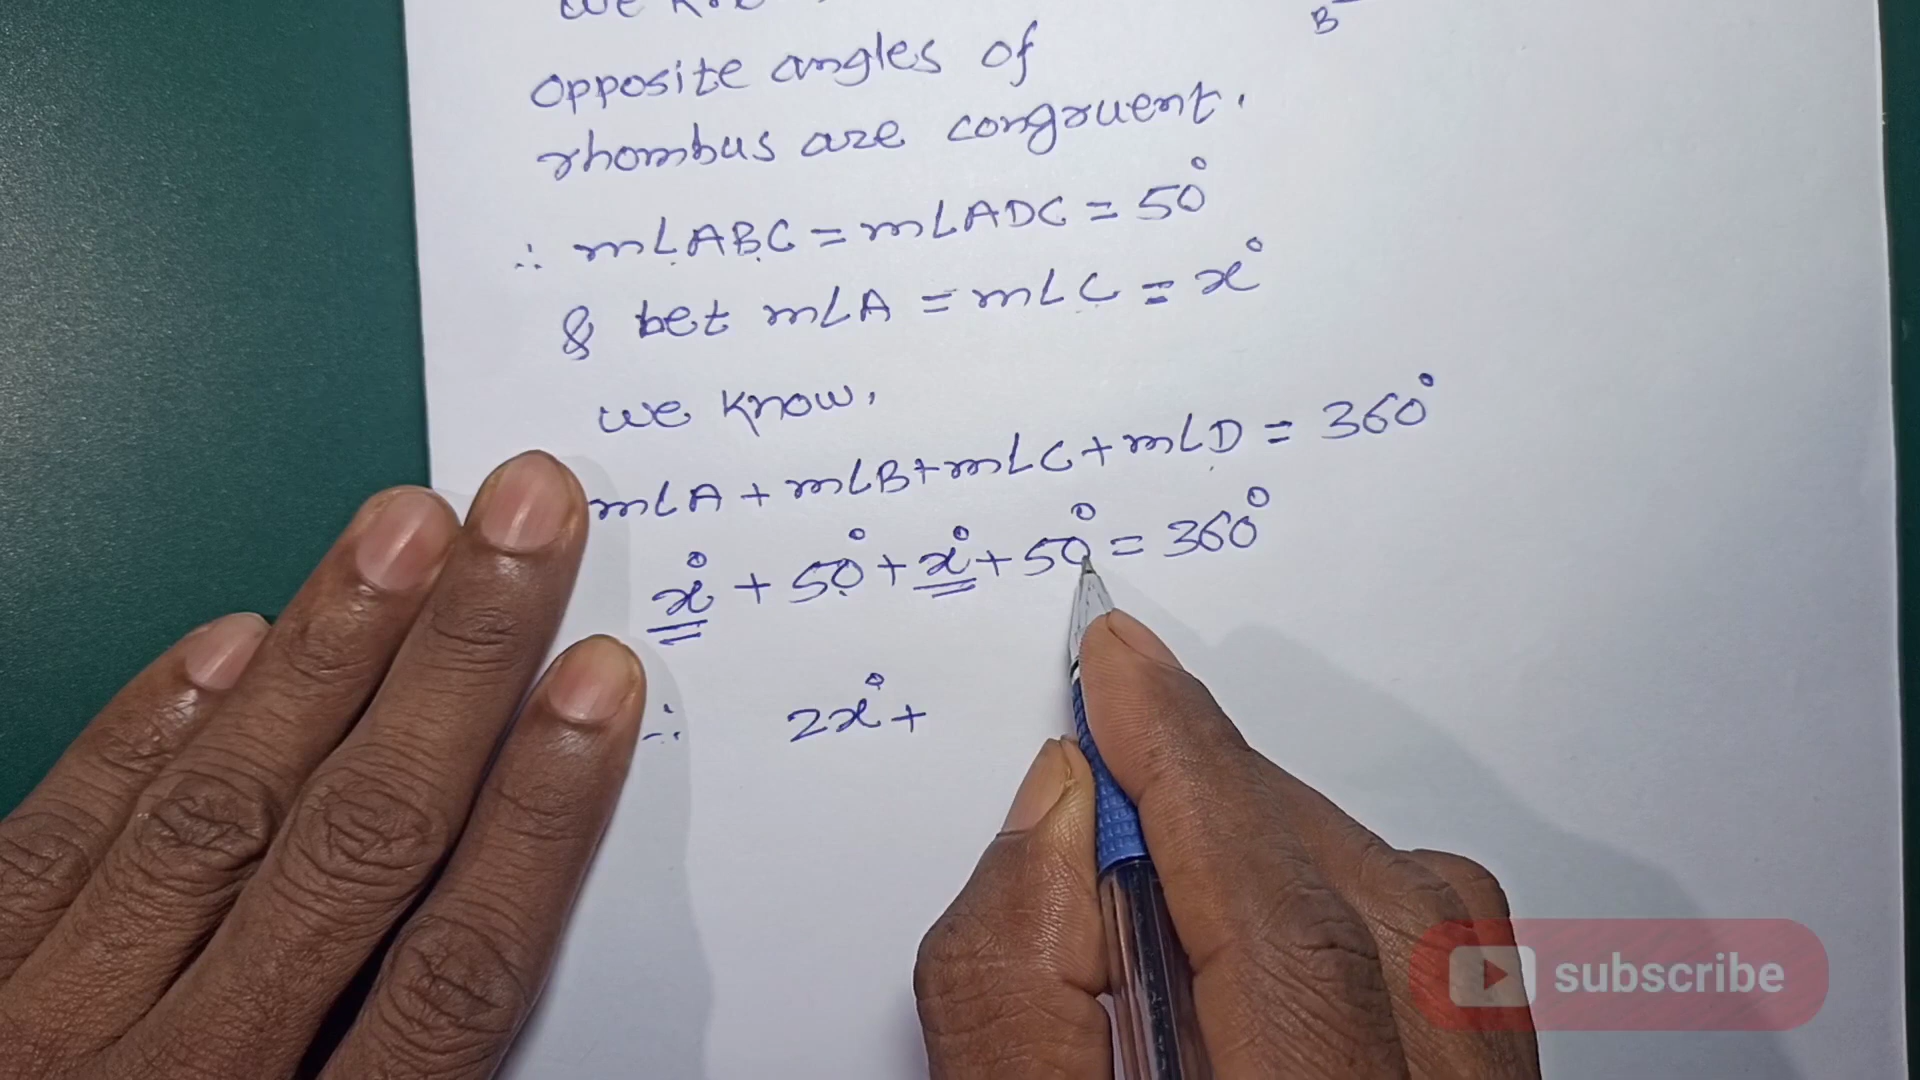 B
opposite angles of
rhombus are congruent.
∴ m∠ABC = m∠ADC = 50°
& let m∠A = m∠C = x°
we know,
m∠A + m∠B + m∠C + m∠D = 360°
x° + 50° + x° + 50° = 360°
∴ 2x° +
subscribe